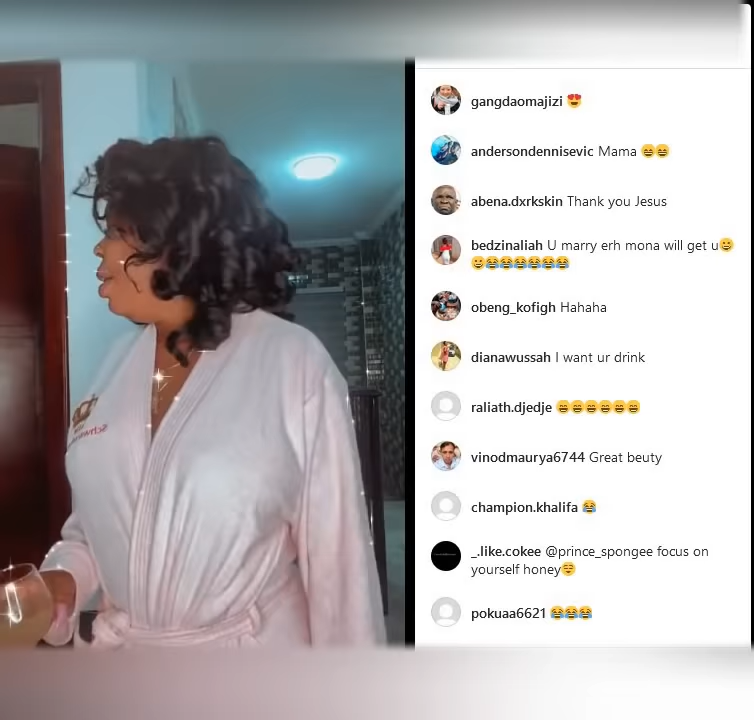 gangdaomajizi 😍
andersondennisevic Mama 😄😄
abena.dxrkskin Thank you Jesus
bedzinaliah U marry erh mona will get u😀
😀😂😂😂😂😂😂
obeng_kofigh Hahaha
dianawussah I want ur drink
raliath.djedje 😄😄😄😄😄😄
vinodmaurya6744 Great beuty
champion.khalifa 😂
_.like.cokee @prince_spongee focus on
yourself honey😌
pokuaa6621 😂😂😂